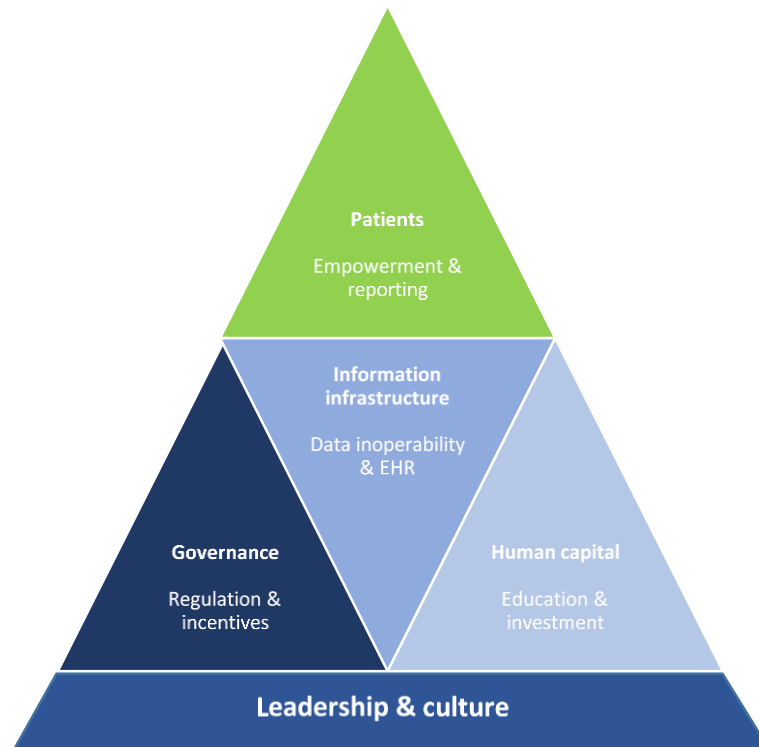 Patients
Empowerment &
reporting
Information
infrastructure
Data inoperability
& EHR
Governance
Regulation &
incentives
Human capital
Education &
investment
Leadership & culture